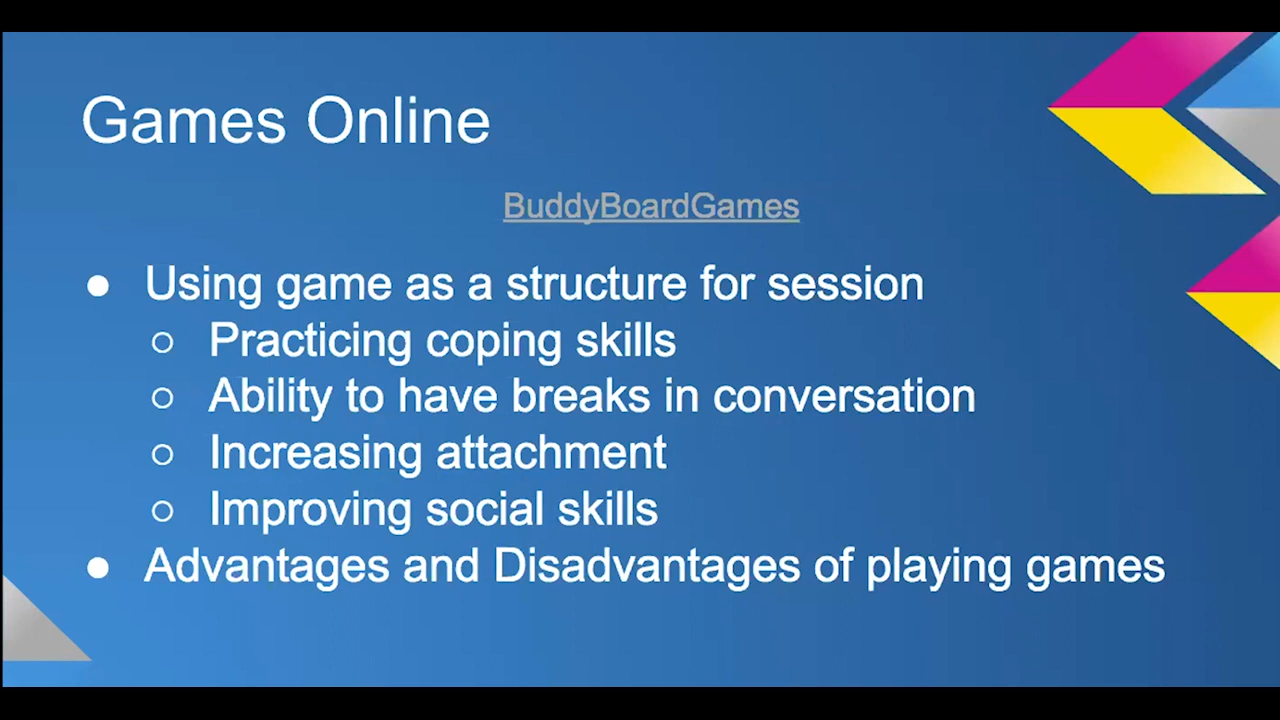 Games Online
BuddyBoardGames
● Using game as a structure for session
○ Practicing coping skills
○ Ability to have breaks in conversation
○ Increasing attachment
○ Improving social skills
● Advantages and Disadvantages of playing games